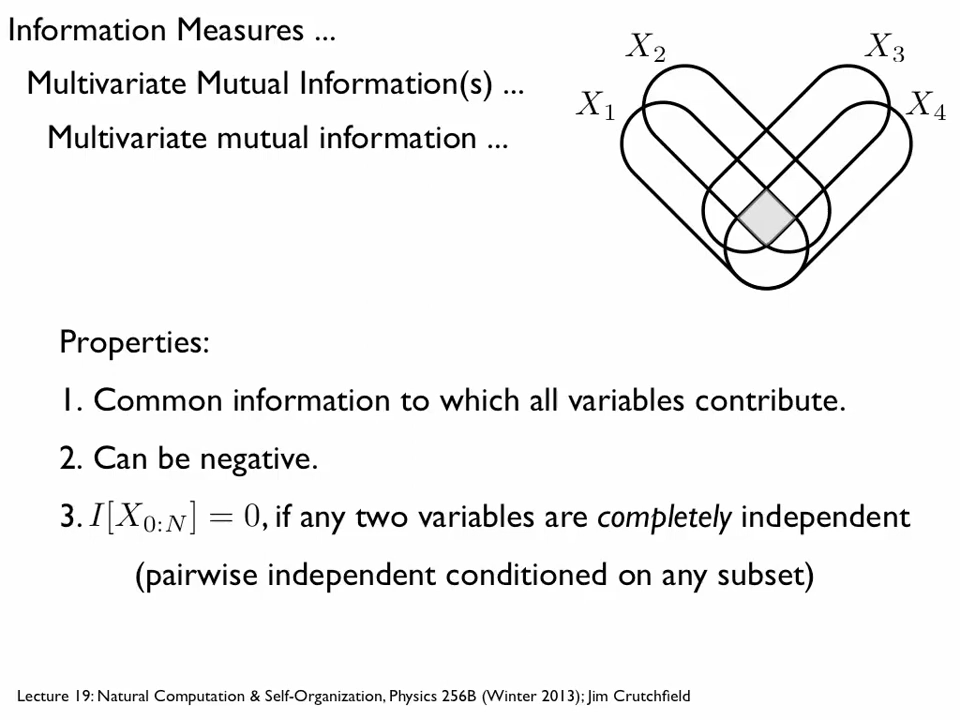 Information Measures ...
Multivariate Mutual Information(s) ...
Multivariate mutual information ...
X₂
X₃
X₁
X₄
Properties:
1. Common information to which all variables contribute.
2. Can be negative.
3. I[X₀:N] = 0, if any two variables are completely independent
(pairwise independent conditioned on any subset)
Lecture 19: Natural Computation & Self-Organization, Physics 256B (Winter 2013); Jim Crutchfield